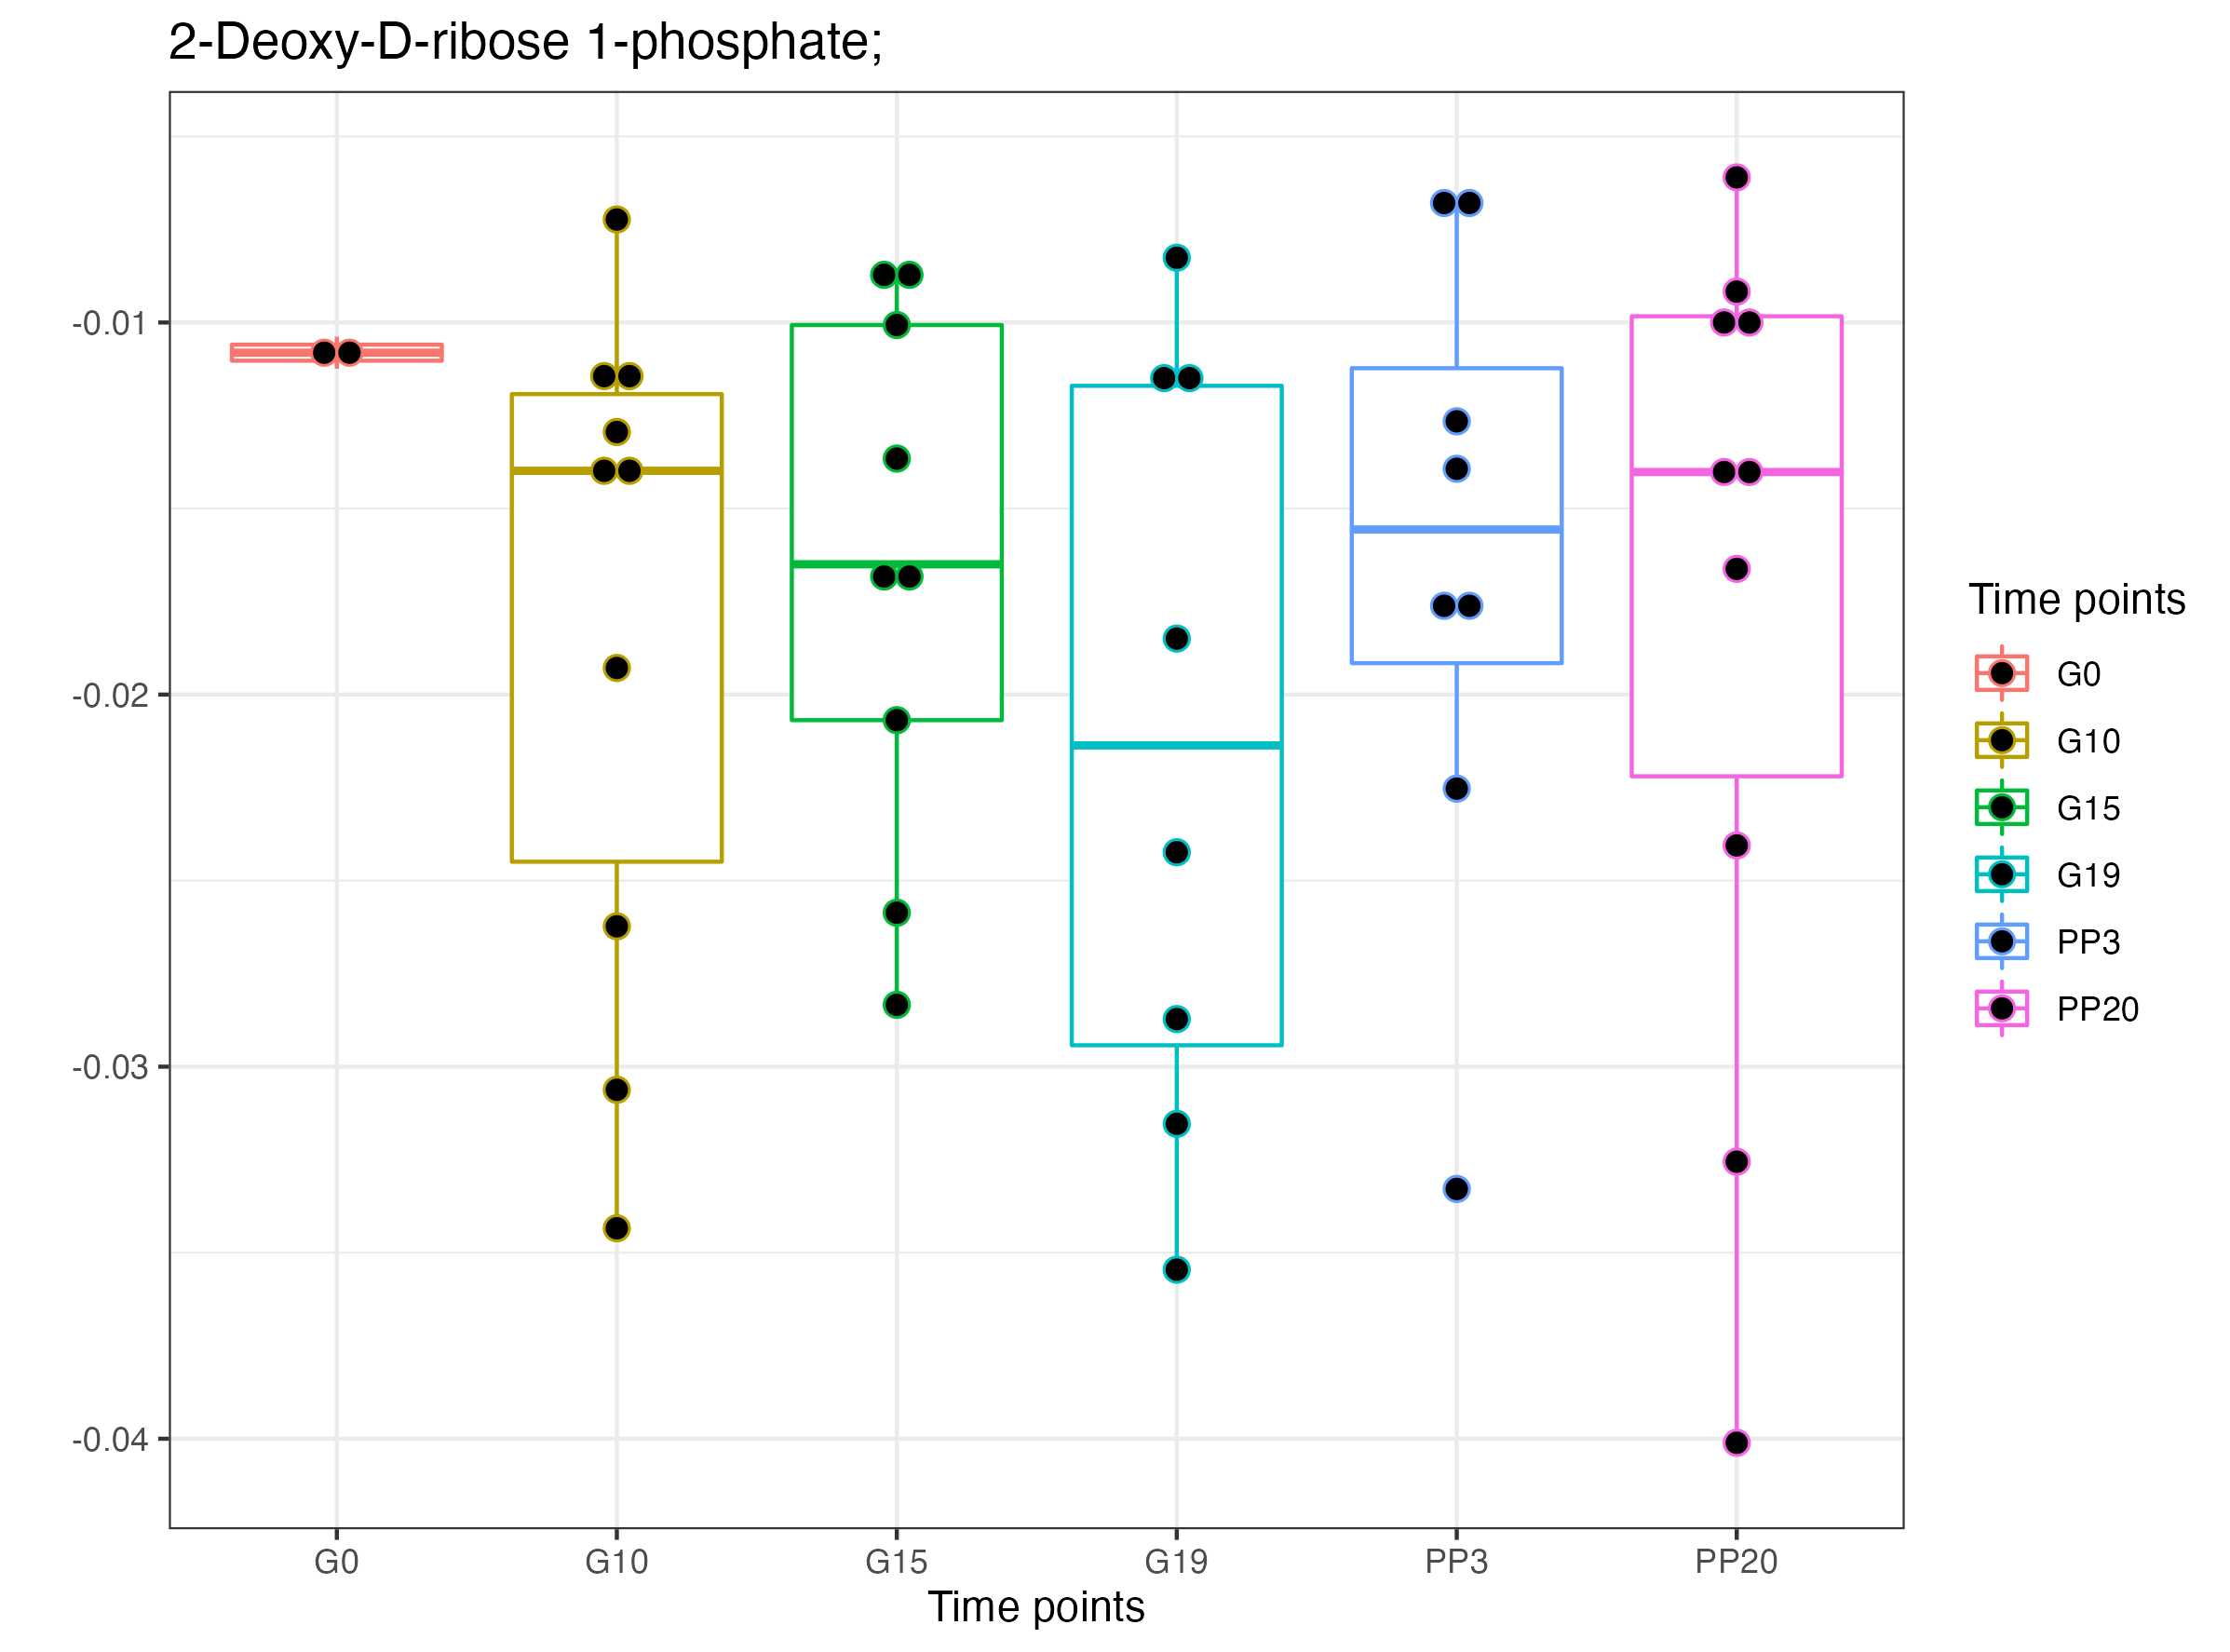 2-Deoxy-D-ribose 1-phosphate;
-0.01
-0.02
-0.03
-0.04
G0 G10 G15 G19 PP3 PP20
Time points
Time points
G0
G10
G15
G19
PP3
PP20